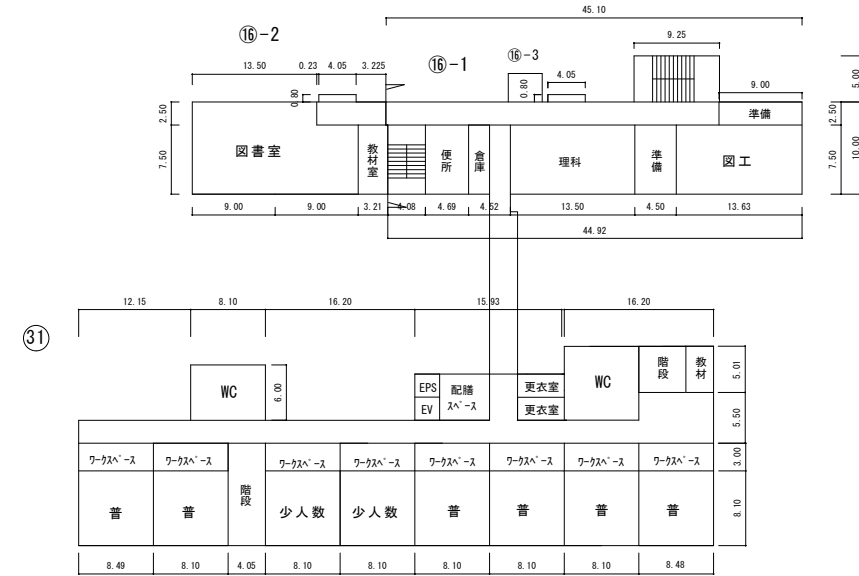 45.10
⑯-2
⑯-1
⑯-3
9.25
13.50
0.23
4.05
3.225
4.05
9.00
5.00
0.80
0.80
2.50
7.50
図書室
教材室
便所
倉庫
理科
準備
図工
準備
2.50
7.50
10.00
9.00
9.00
3.21
4.08
4.69
4.52
13.50
4.50
13.63
44.92
㉛
12.15
8.10
16.20
15.93
16.20
WC
6.00
EPS
EV
配膳
スペース
更衣室
更衣室
WC
階段
教材
5.01
5.50
3.00
8.10
ワークスペース
ワークスペース
ワークスペース
ワークスペース
ワークスペース
ワークスペース
ワークスペース
ワークスペース
普
普
階段
少人数
少人数
普
普
普
普
8.49
8.10
4.05
8.10
8.10
8.10
8.10
8.10
8.48